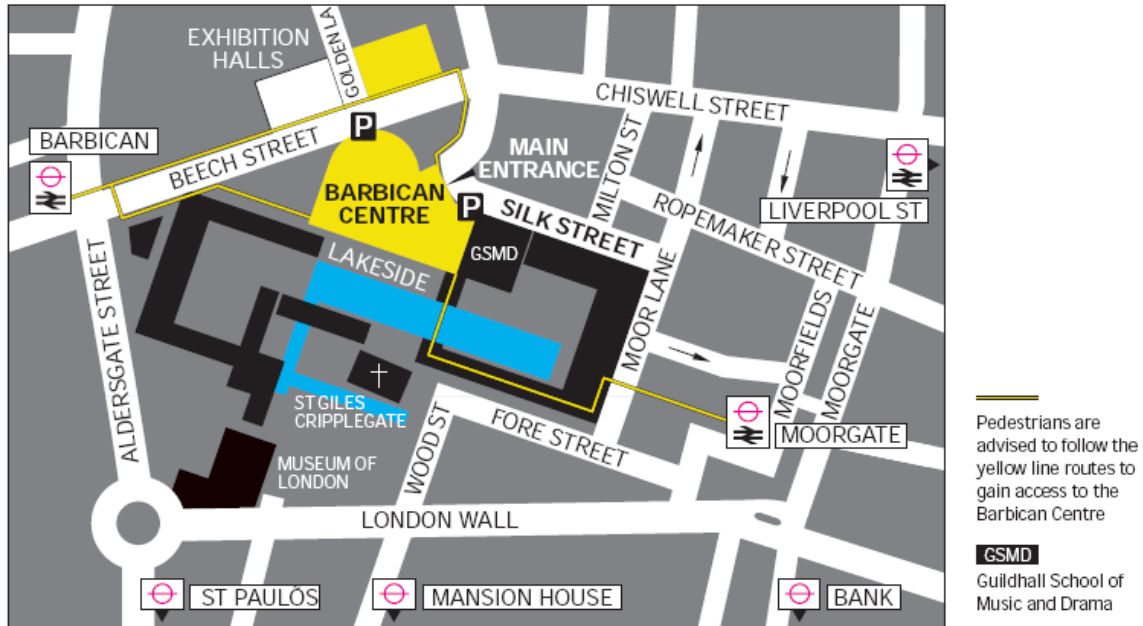 EXHIBITION
HALLS
GOLDEN LA
CHISWELL STREET
BARBICAN
P
BEECH STREET
MAIN
ENTRANCE
MILTON ST
BARBICAN
CENTRE
LIVERPOOL ST
P
SILK STREET
ROPEMAKER STREET
GSMD
LAKESIDE
ALDERSGATE STREET
MOOR LANE
MOORFIELDS
MOORGATE
ST GILES
CRIPPLEGATE
WOOD ST
FORE STREET
MOORGATE
MUSEUM OF
LONDON
LONDON WALL
ST PAULÕS
MANSION HOUSE
BANK
Pedestrians are
advised to follow the
yellow line routes to
gain access to the
Barbican Centre
GSMD
Guildhall School of
Music and Drama